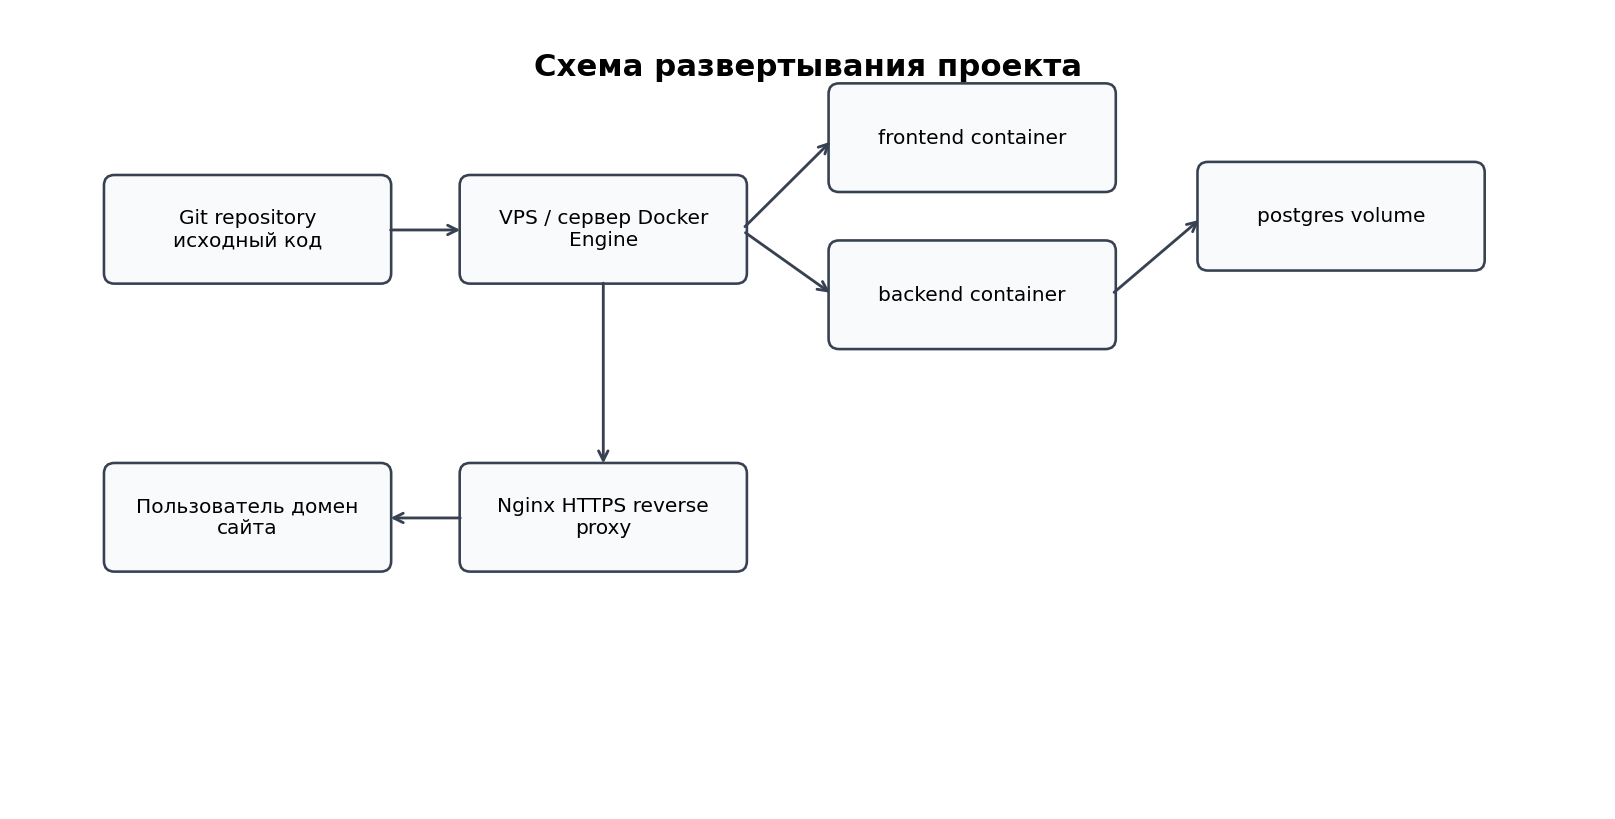 Схема развертывания проекта
frontend container
Git repository
исходный код
VPS / сервер Docker
Engine
postgres volume
backend container
Пользователь домен
сайта
Nginx HTTPS reverse
proxy